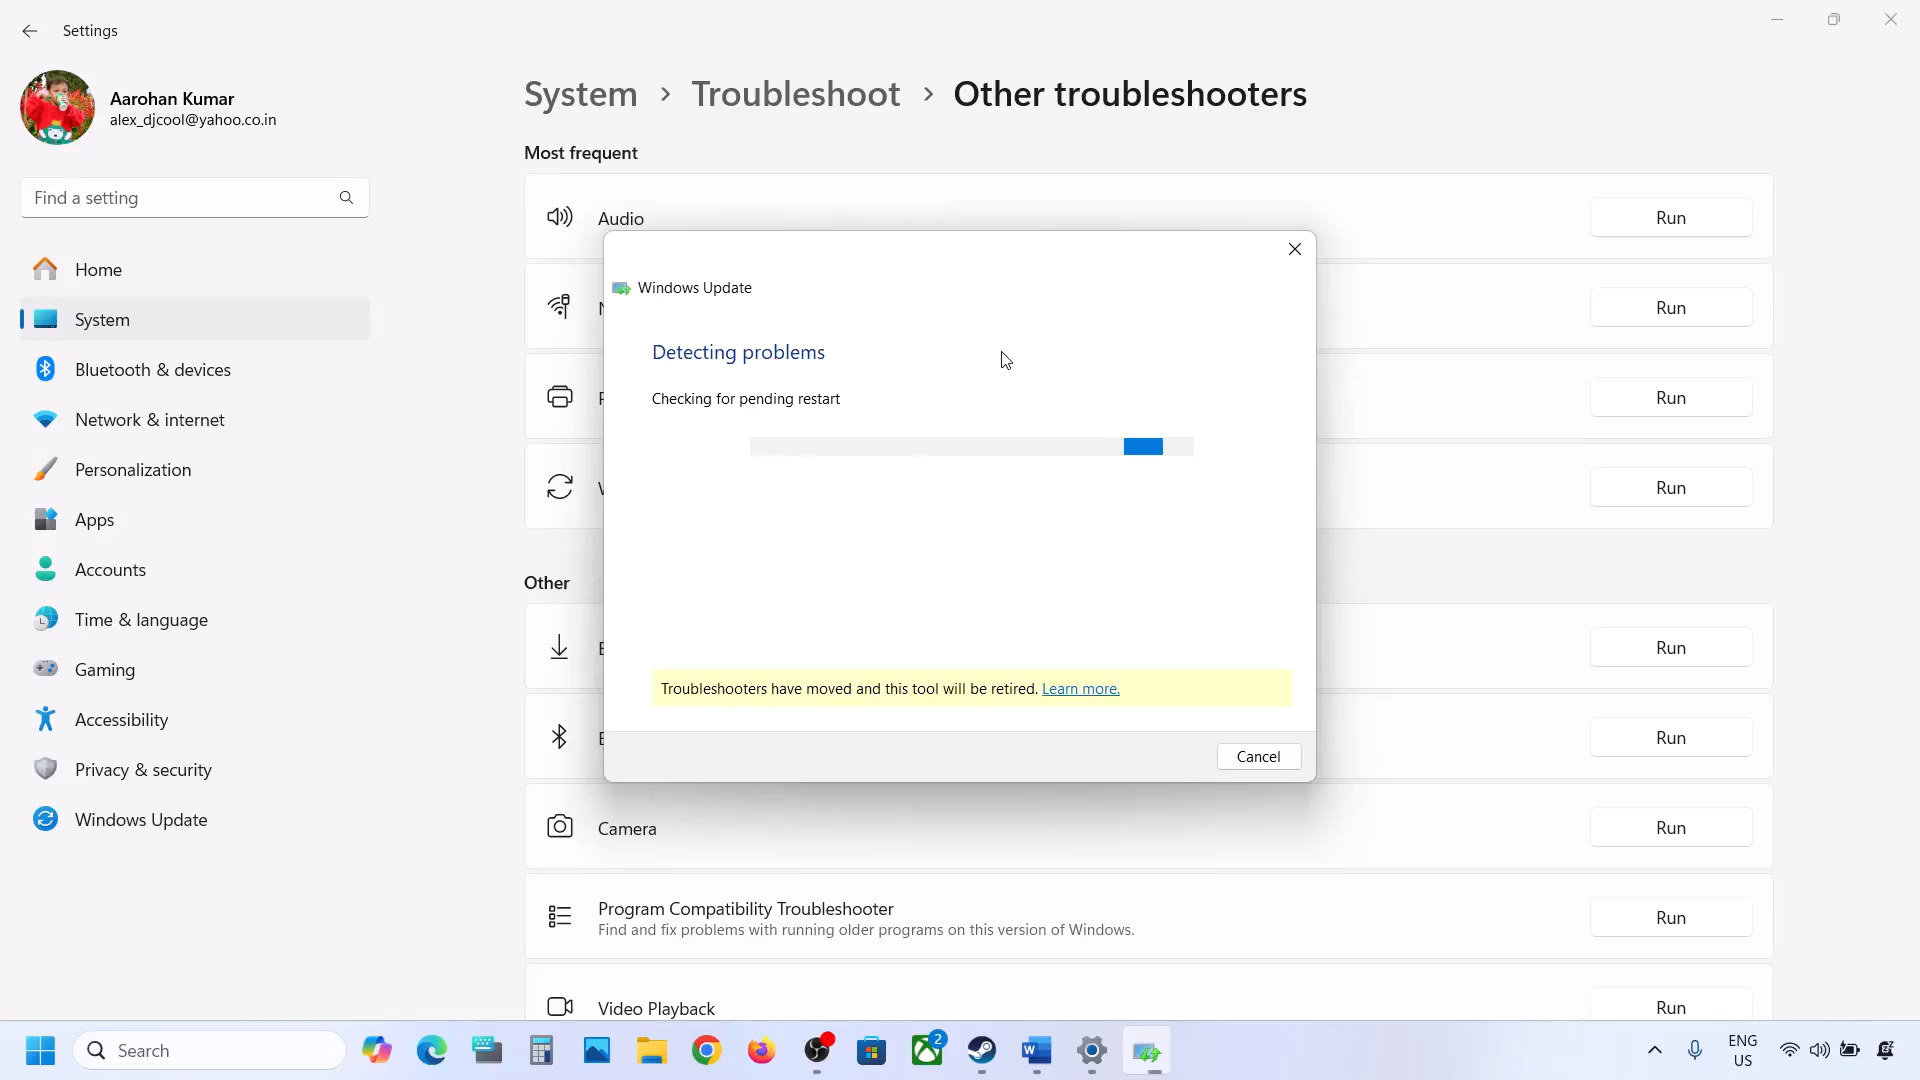 Settings
Aarohan Kumar
alex_djcool@yahoo.co.in
Find a setting
Home
System
Bluetooth & devices
Network & internet
Personalization
Apps
Accounts
Time & language
Gaming
Accessibility
Privacy & security
Windows Update
System > Troubleshoot > Other troubleshooters
Most frequent
Audio
Run
Run
Run
Run
Windows Update
Detecting problems
Checking for pending restart
Troubleshooters have moved and this tool will be retired. Learn more.
Cancel
Other
Run
Run
Camera
Run
Program Compatibility Troubleshooter
Find and fix problems with running older programs on this version of Windows.
Run
Video Playback
Run
Search
2
ENG
US